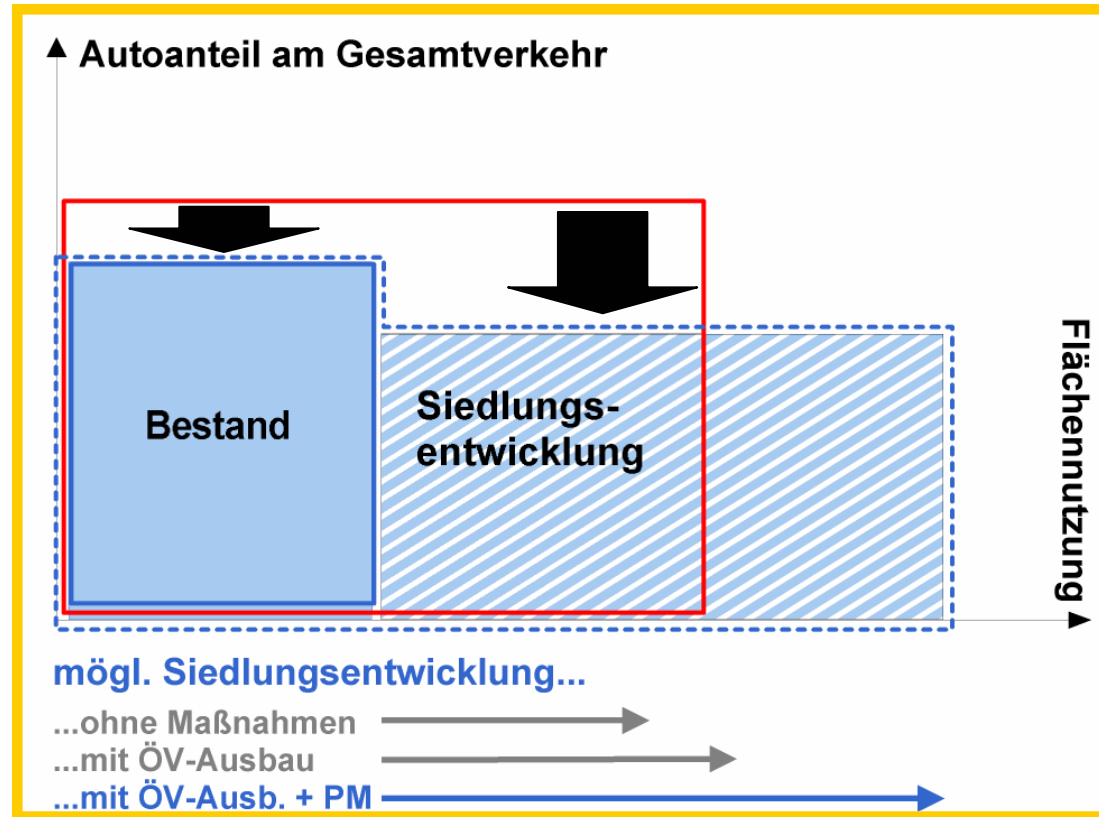 Autoanteil am Gesamtverkehr
Bestand
Siedlungs-
entwicklung
Flächennutzung
mögl. Siedlungsentwicklung...
...ohne Maßnahmen
...mit ÖV-Ausbau
...mit ÖV-Ausb. + PM